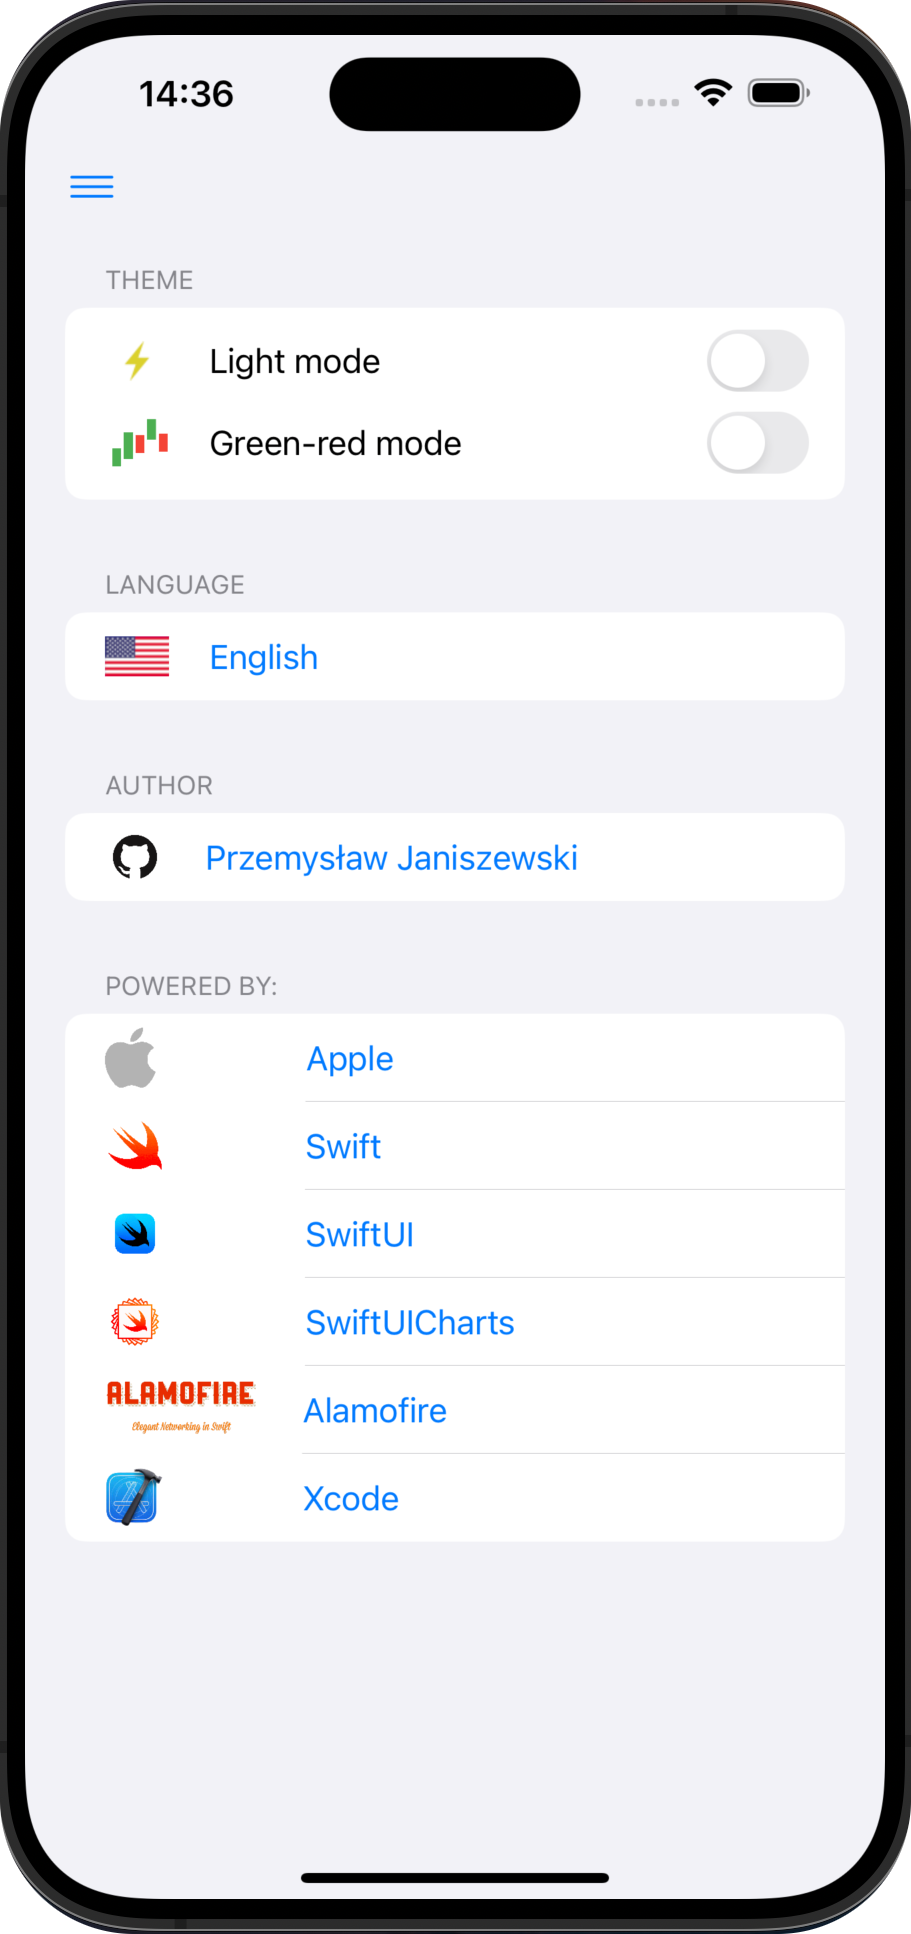 14:36
THEME
Light mode
Green-red mode
LANGUAGE
English
AUTHOR
Przemysław Janiszewski
POWERED BY:
Apple
Swift
SwiftUI
SwiftUICharts
ALAMOFIRE
Elegant Networking in Swift
Alamofire
Xcode